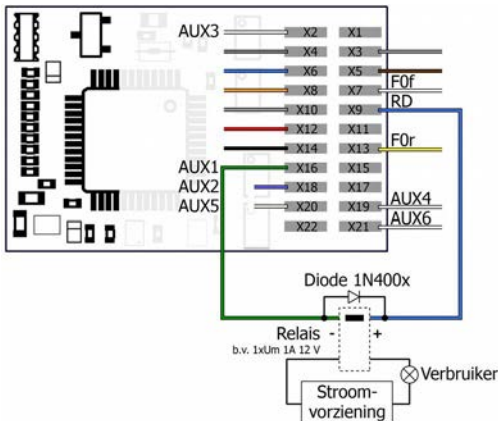 AUX3
X2 X1
X4 X3
X6 X5
X8 X7 F0f
X10 X9 RD
X12 X11
X14 X13 F0r
AUX1 X16 X15
AUX2 X18 X17
AUX5 X20 X19 AUX4
X22 X21 AUX6
Diode 1N400x
Relais - +
b.v. 1xUm 1A 12 V
Verbruiker
Stroom-
vorziening